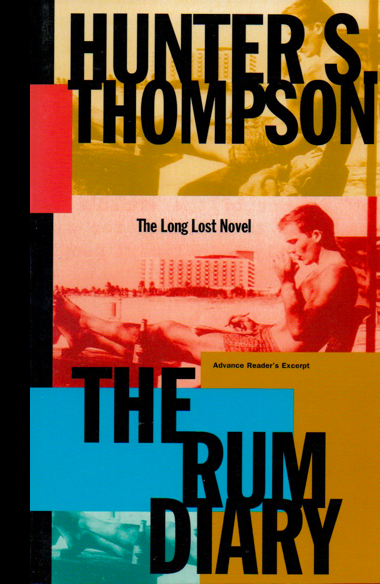 HUNTER S.
THOMPSON
The Long Lost Novel
Advance Reader's Excerpt
THE
RUM
DIARY